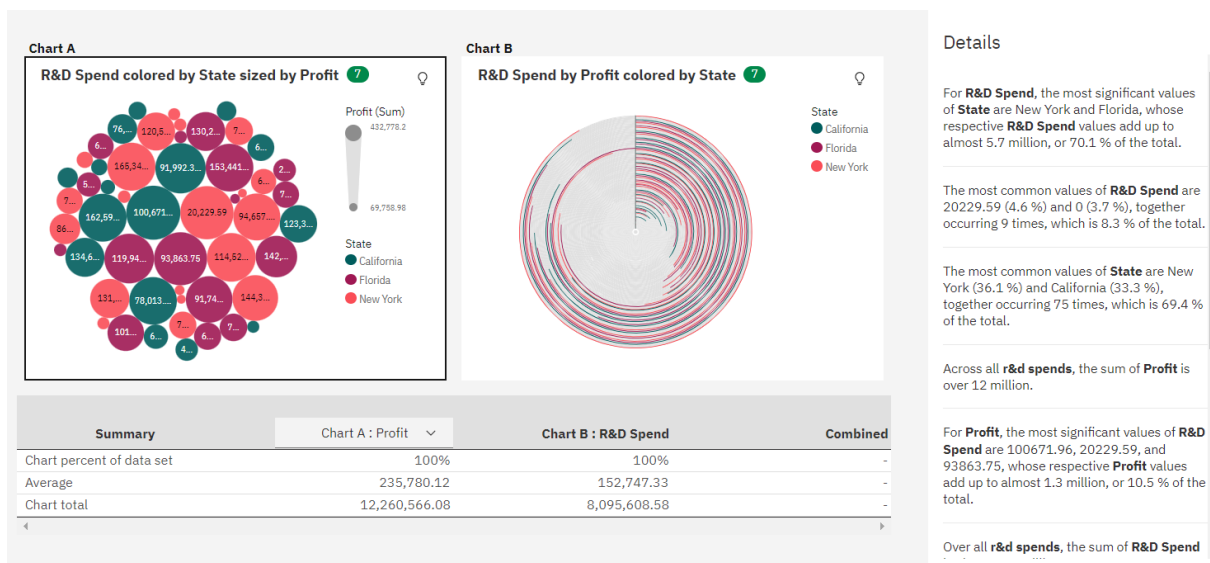 Chart A
R&D Spend colored by State sized by Profit 7
76,...
120,5...
130,2...
7...
6...
6...
165,34...
91,992.3...
153,441...
2...
5...
6...
7...
7...
162,59...
100,671...
20,229.59
94,657....
123,3...
86...
134,6...
119,94...
93,863.75
114,52...
142,...
131,...
78,013....
91,74...
144,3...
101...
6...
7...
6...
7...
4...
Profit (Sum)
432,778.2
69,758.98
State
California
Florida
New York
Chart B
R&D Spend by Profit colored by State 7
State
California
Florida
New York
Summary Chart A : Profit Chart B : R&D Spend Combined
Chart percent of data set 100% 100% -
Average 235,780.12 152,747.33 -
Chart total 12,260,566.08 8,095,608.58 -
Details
For R&D Spend, the most significant values
of State are New York and Florida, whose
respective R&D Spend values add up to
almost 5.7 million, or 70.1 % of the total.
The most common values of R&D Spend are
20229.59 (4.6 %) and 0 (3.7 %), together
occurring 9 times, which is 8.3 % of the total.
The most common values of State are New
York (36.1 %) and California (33.3 %),
together occurring 75 times, which is 69.4 %
of the total.
Across all r&d spends, the sum of Profit is
over 12 million.
For Profit, the most significant values of R&D
Spend are 100671.96, 20229.59, and
93863.75, whose respective Profit values
add up to almost 1.3 million, or 10.5 % of the
total.
Over all r&d spends, the sum of R&D Spend